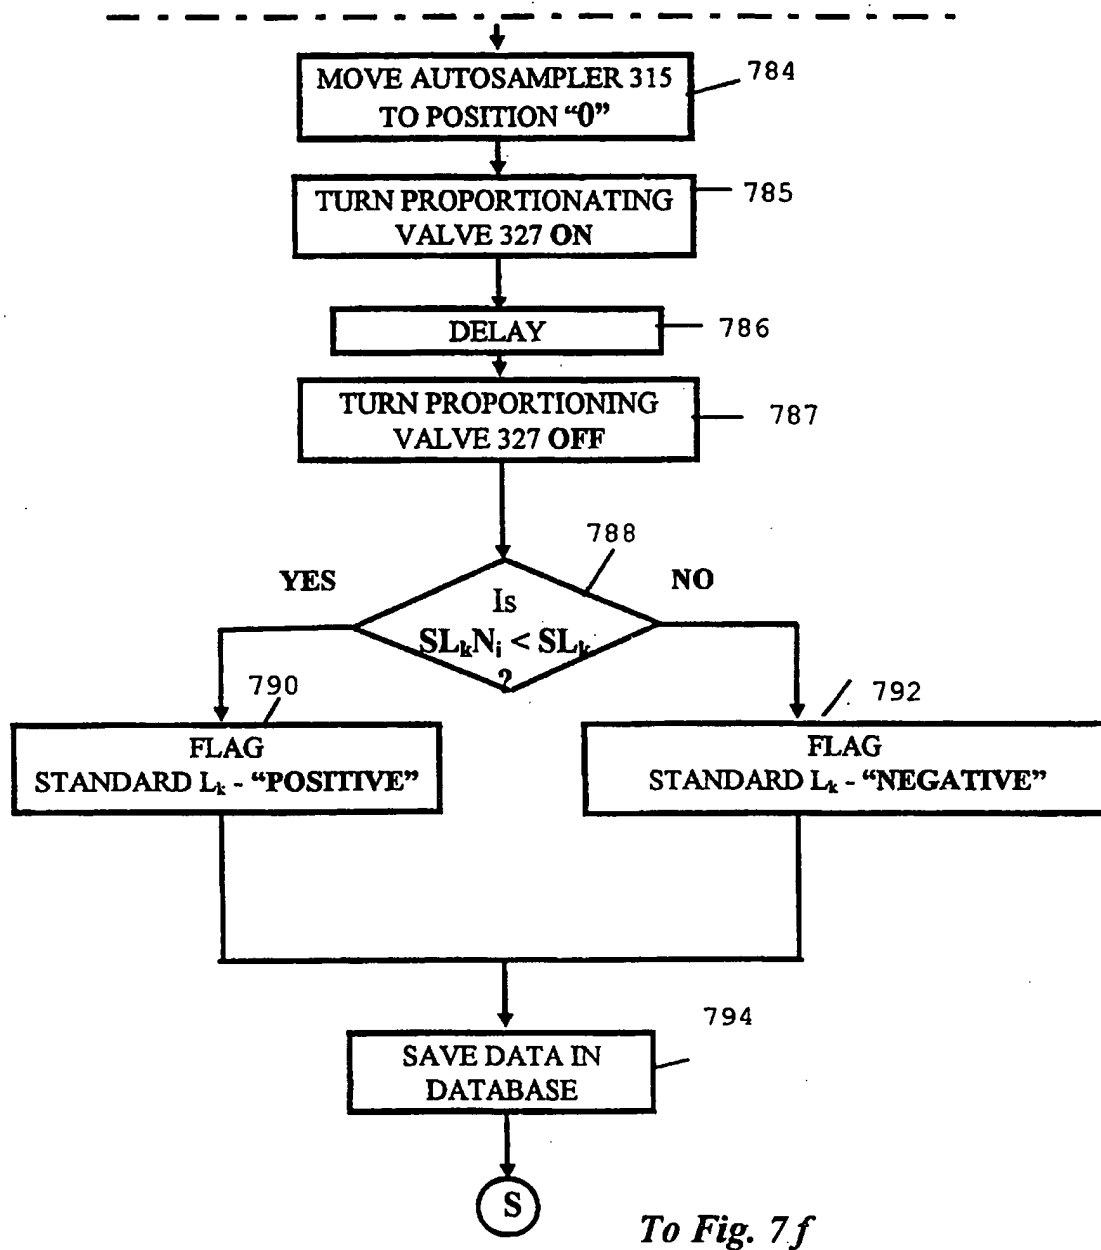 MOVE AUTOSAMPLER 315
TO POSITION “0”
784
TURN PROPORTIONATING
VALVE 327 ON
785
DELAY
786
TURN PROPORTIONING
VALVE 327 OFF
787
788
YES
NO
Is
SLₖNᵢ < SLₖ
?
790
FLAG
STANDARD Lₖ - “POSITIVE”
792
FLAG
STANDARD Lₖ - “NEGATIVE”
794
SAVE DATA IN
DATABASE
S
To Fig. 7f